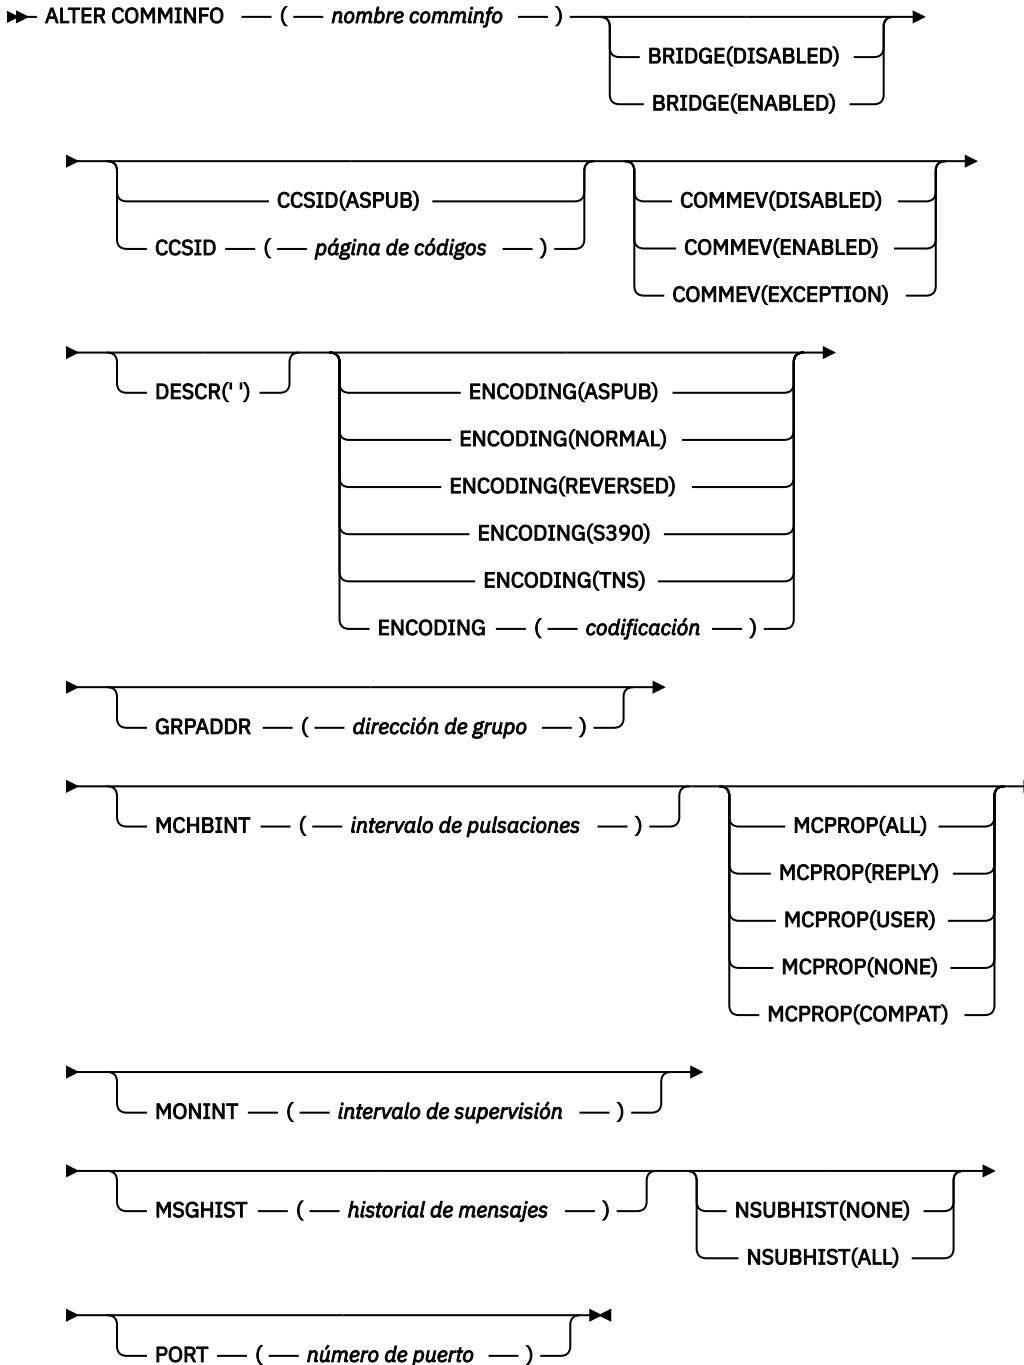 ALTER COMMINFO ( nombre comminfo )
BRIDGE(DISABLED)
BRIDGE(ENABLED)
CCSID(ASPUB)
CCSID ( página de códigos )
COMMEV(DISABLED)
COMMEV(ENABLED)
COMMEV(EXCEPTION)
DESCR(' ')
ENCODING(ASPUB)
ENCODING(NORMAL)
ENCODING(REVERSED)
ENCODING(S390)
ENCODING(TNS)
ENCODING ( codificación )
GRPADDR ( dirección de grupo )
MCHBINT ( intervalo de pulsaciones )
MCPROP(ALL)
MCPROP(REPLY)
MCPROP(USER)
MCPROP(NONE)
MCPROP(COMPAT)
MONINT ( intervalo de supervisión )
MSGHIST ( historial de mensajes )
NSUBHIST(NONE)
NSUBHIST(ALL)
PORT ( número de puerto )